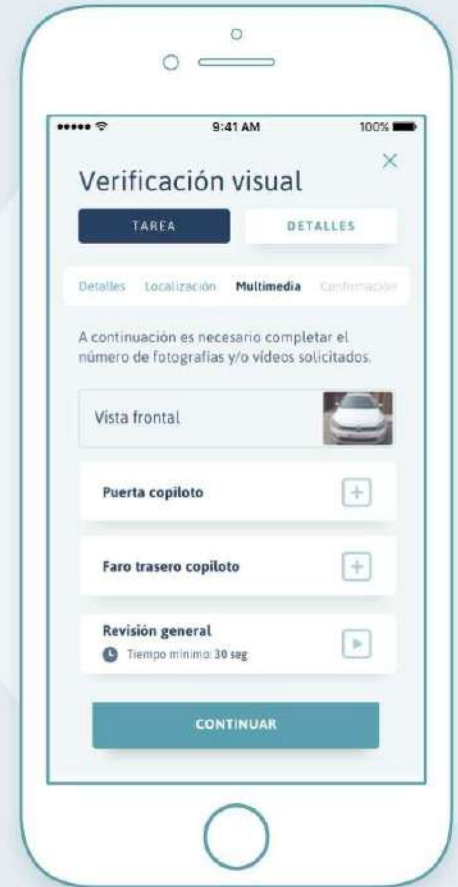 9:41 AM
100%
Verificación visual
TAREA
DETALLES
Detalles Localización Multimedia Confirmación
A continuación es necesario completar el
número de fotografías y/o vídeos solicitados.
Vista frontal
Puerta copiloto
Faro trasero copiloto
Revisión general
Tiempo mínimo: 30 seg
CONTINUAR